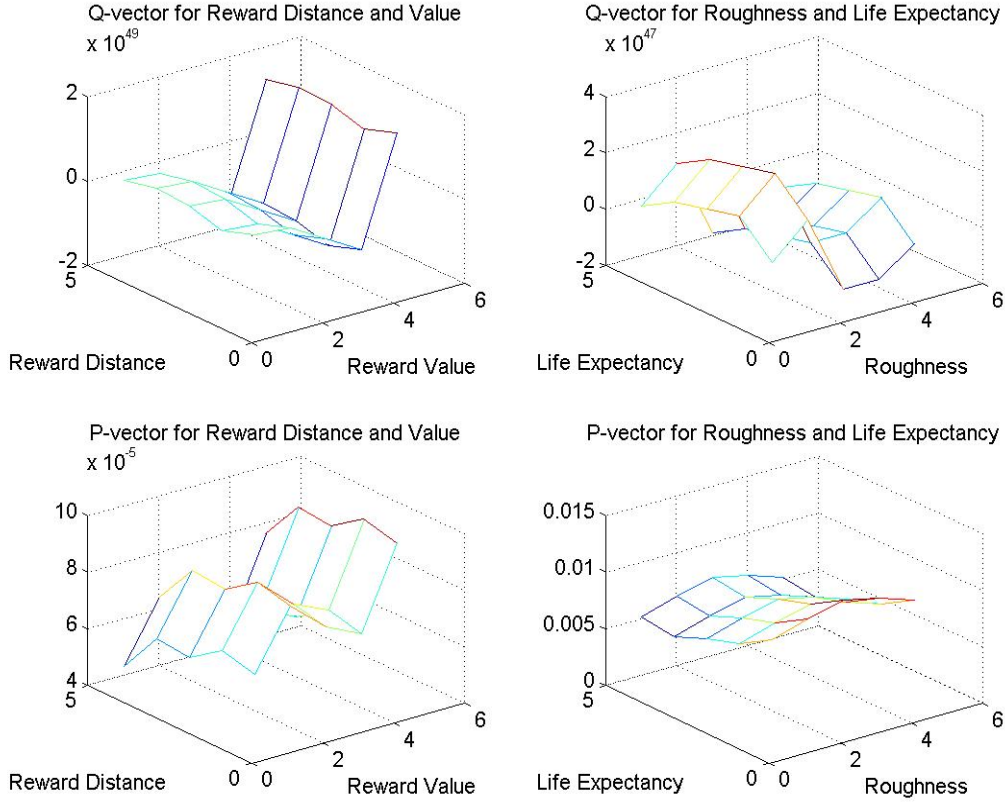 Q-vector for Reward Distance and Value
x 10^49
2
0
-2
5
0
0
2
4
6
Reward Distance
Reward Value
Q-vector for Roughness and Life Expectancy
x 10^47
4
2
0
-2
5
0
0
2
4
6
Life Expectancy
Roughness
P-vector for Reward Distance and Value
x 10^-5
10
8
6
4
5
0
0
2
4
6
Reward Distance
Reward Value
P-vector for Roughness and Life Expectancy
0.015
0.01
0.005
0
5
0
0
2
4
6
Life Expectancy
Roughness